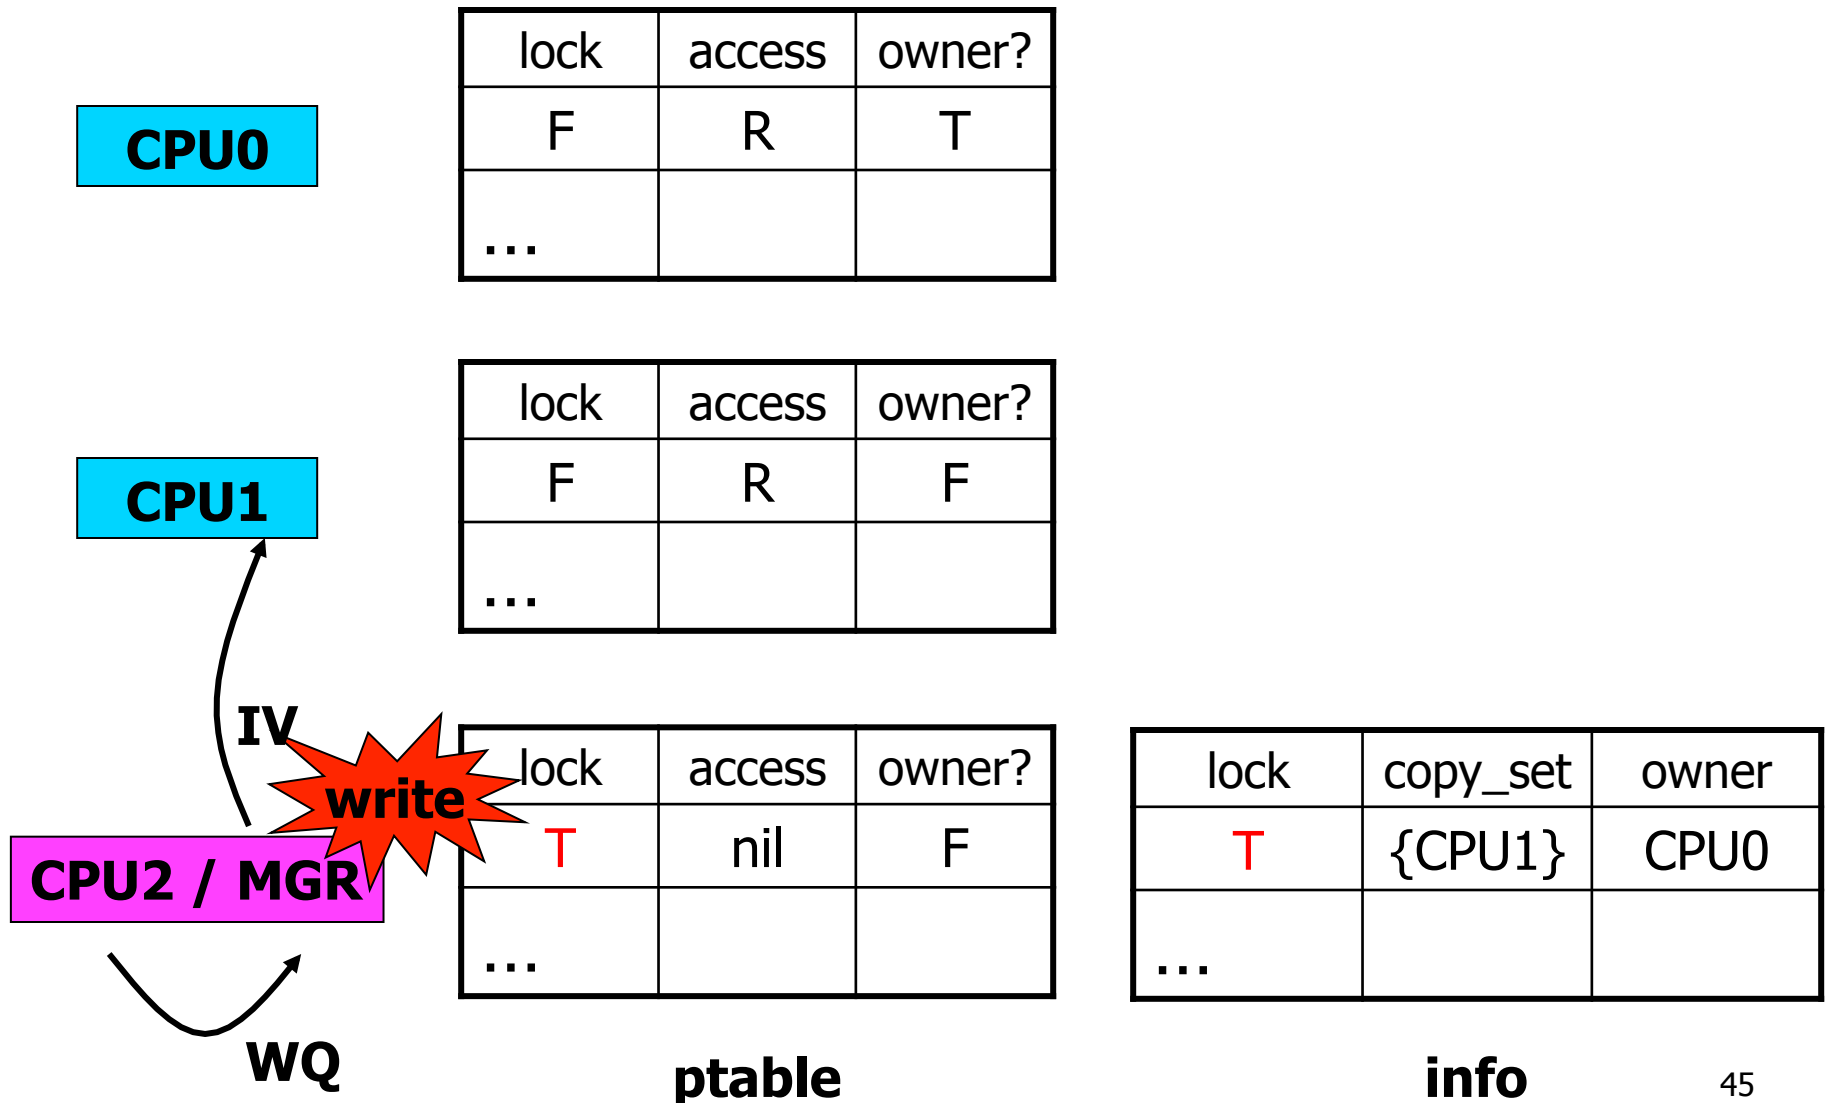 lock access owner?
CPU0
F R T
...
lock access owner?
CPU1
F R F
...
IV
write
lock access owner?
CPU2 / MGR
T nil F
...
WQ
ptable
lock copy_set owner
T {CPU1} CPU0
...
info
45